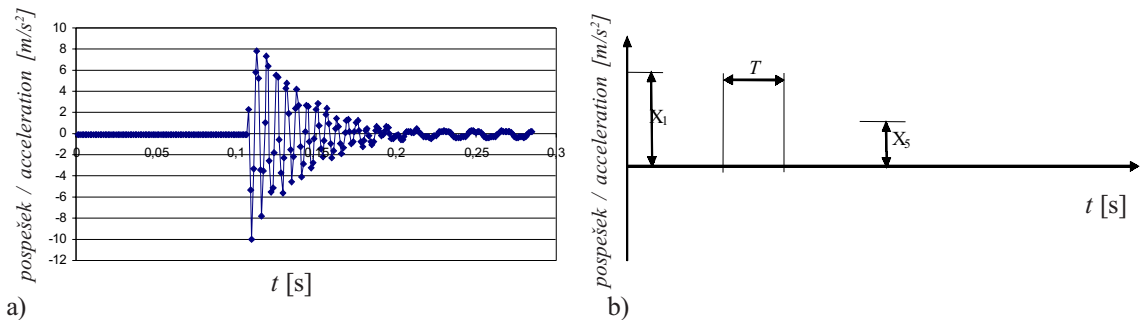 pospešek / acceleration [m/s²]
10
8
6
4
2
0
-2
-4
-6
-8
-10
-12
0 0,05 0,1 0,15 0,2 0,25 0.3
t [s]
a)
pospešek / acceleration [m/s²]
X1
T
X5
t [s]
b)